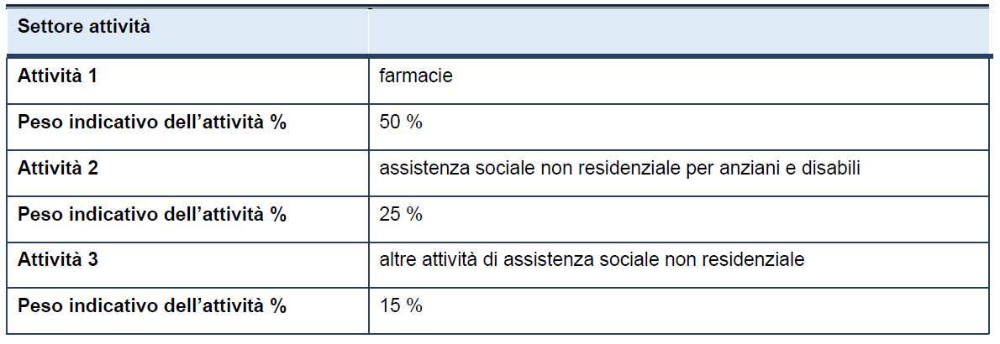 Settore attività
Attività 1 farmacie
Peso indicativo dell’attività % 50 %
Attività 2 assistenza sociale non residenziale per anziani e disabili
Peso indicativo dell’attività % 25 %
Attività 3 altre attività di assistenza sociale non residenziale
Peso indicativo dell’attività % 15 %